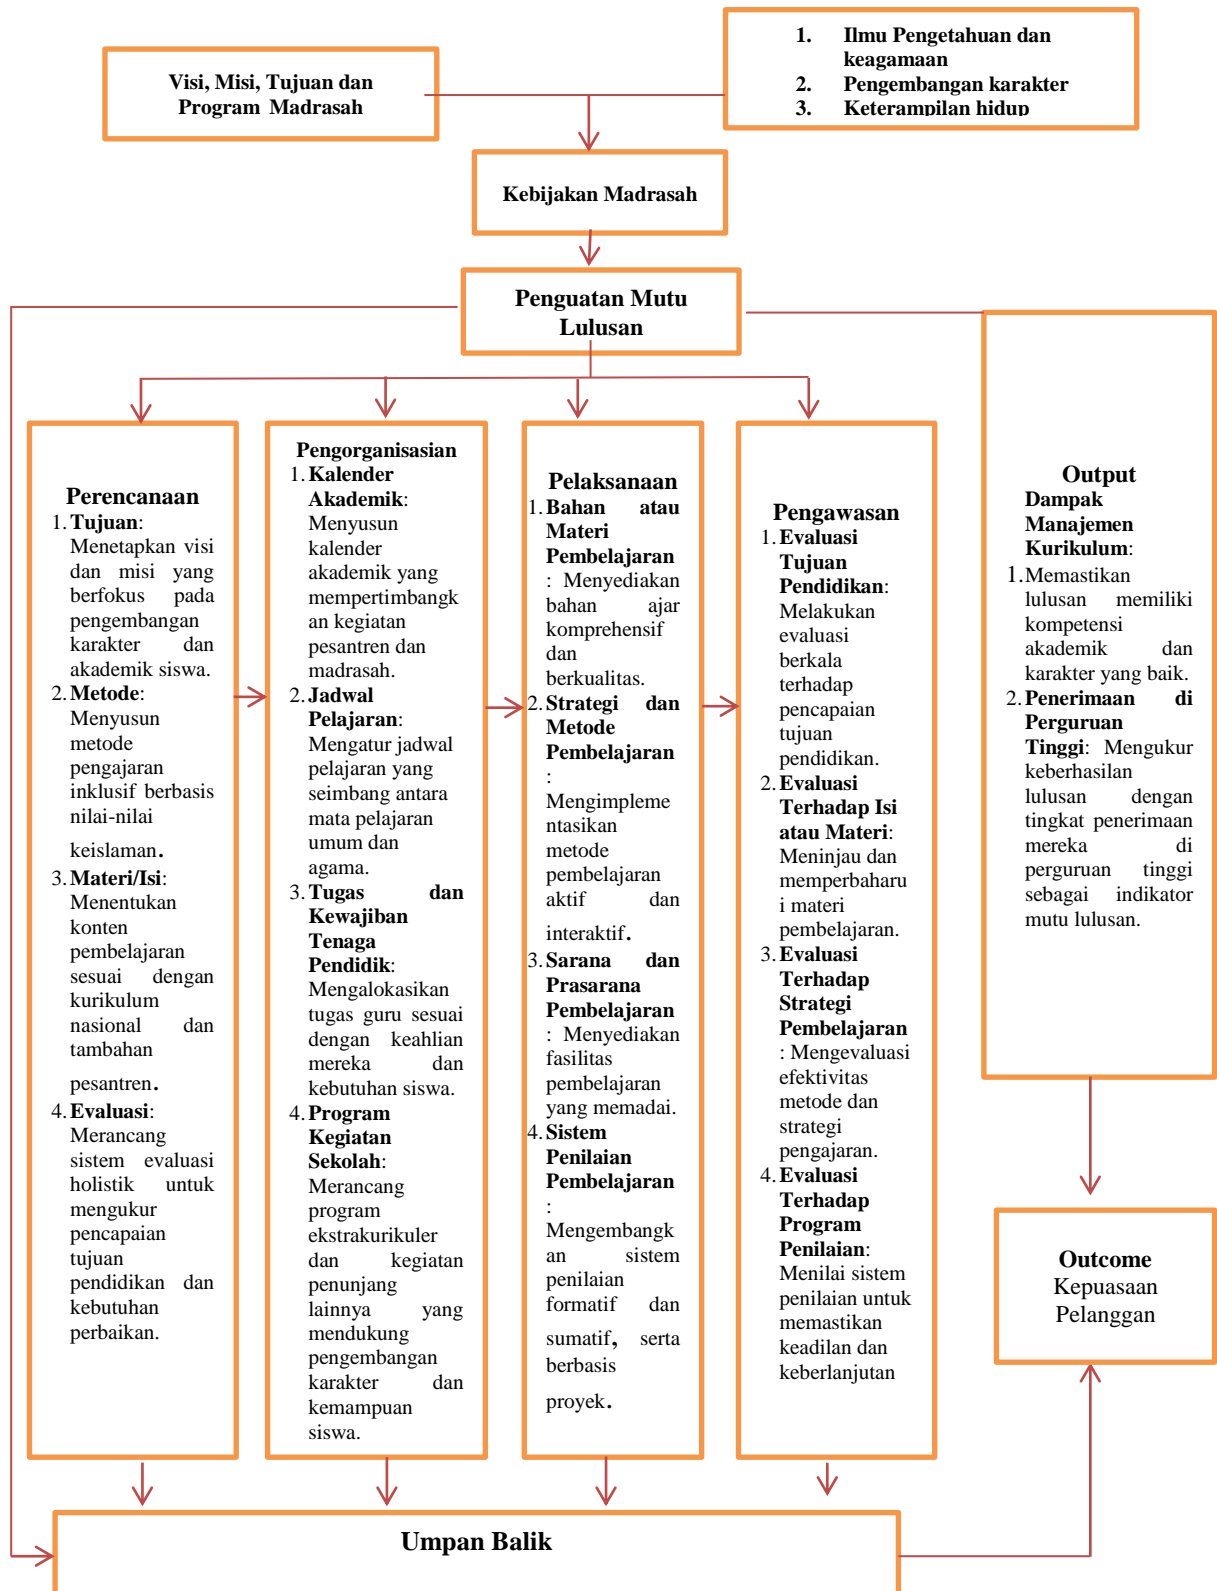 Visi, Misi, Tujuan dan
Program Madrasah
1. Ilmu Pengetahuan dan
keagamaan
2. Pengembangan karakter
3. Keterampilan hidup
Kebijakan Madrasah
Penguatan Mutu
Lulusan
Perencanaan
1. Tujuan:
Menetapkan visi
dan misi yang
berfokus pada
pengembangan
karakter dan
akademik siswa.
2. Metode:
Menyusun
metode
pengajaran
inklusif berbasis
nilai-nilai
keislaman.
3. Materi/Isi:
Menentukan
konten
pembelajaran
sesuai dengan
kurikulum
nasional dan
tambahan
pesantren.
4. Evaluasi:
Merancang
sistem evaluasi
holistik untuk
mengukur
pencapaian
tujuan
pendidikan dan
kebutuhan
perbaikan.
Pengorganisasian
1. Kalender
Akademik:
Menyusun
kalender
akademik yang
mempertimbangk
an kegiatan
pesantren dan
madrasah.
2. Jadwal
Pelajaran:
Mengatur jadwal
pelajaran yang
seimbang antara
mata pelajaran
umum dan
agama.
3. Tugas dan
Kewajiban
Tenaga
Pendidik:
Mengalokasikan
tugas guru sesuai
dengan keahlian
mereka dan
kebutuhan siswa.
4. Program
Kegiatan
Sekolah:
Merancang
program
ekstrakurikuler
dan kegiatan
penunjang
lainnya yang
mendukung
pengembangan
karakter dan
kemampuan
siswa.
Pelaksanaan
1. Bahan atau
Materi
Pembelajaran
: Menyediakan
bahan ajar
komprehensif
dan
berkualitas.
2. Strategi dan
Metode
Pembelajaran
:
Mengimpleme
ntasikan
metode
pembelajaran
aktif dan
interaktif.
3. Sarana dan
Prasarana
Pembelajaran
: Menyediakan
fasilitas
pembelajaran
yang memadai.
4. Sistem
Penilaian
Pembelajaran
:
Mengembangk
an sistem
penilaian
formatif dan
sumatif, serta
berbasis
proyek.
Pengawasan
1. Evaluasi
Tujuan
Pendidikan:
Melakukan
evaluasi
berkala
terhadap
pencapaian
tujuan
pendidikan.
2. Evaluasi
Terhadap Isi
atau Materi:
Meninjau dan
memperbaharu
i materi
pembelajaran.
3. Evaluasi
Terhadap
Strategi
Pembelajaran
: Mengevaluasi
efektivitas
metode dan
strategi
pengajaran.
4. Evaluasi
Terhadap
Program
Penilaian:
Menilai sistem
penilaian untuk
memastikan
keadilan dan
keberlanjutan
Output
Dampak
Manajemen
Kurikulum:
1. Memastikan
lulusan memiliki
kompetensi
akademik dan
karakter yang baik.
2. Penerimaan di
Perguruan
Tinggi: Mengukur
keberhasilan
lulusan dengan
tingkat penerimaan
mereka di
perguruan tinggi
sebagai indikator
mutu lulusan.
Outcome
Kepuasaan
Pelanggan
Umpan Balik